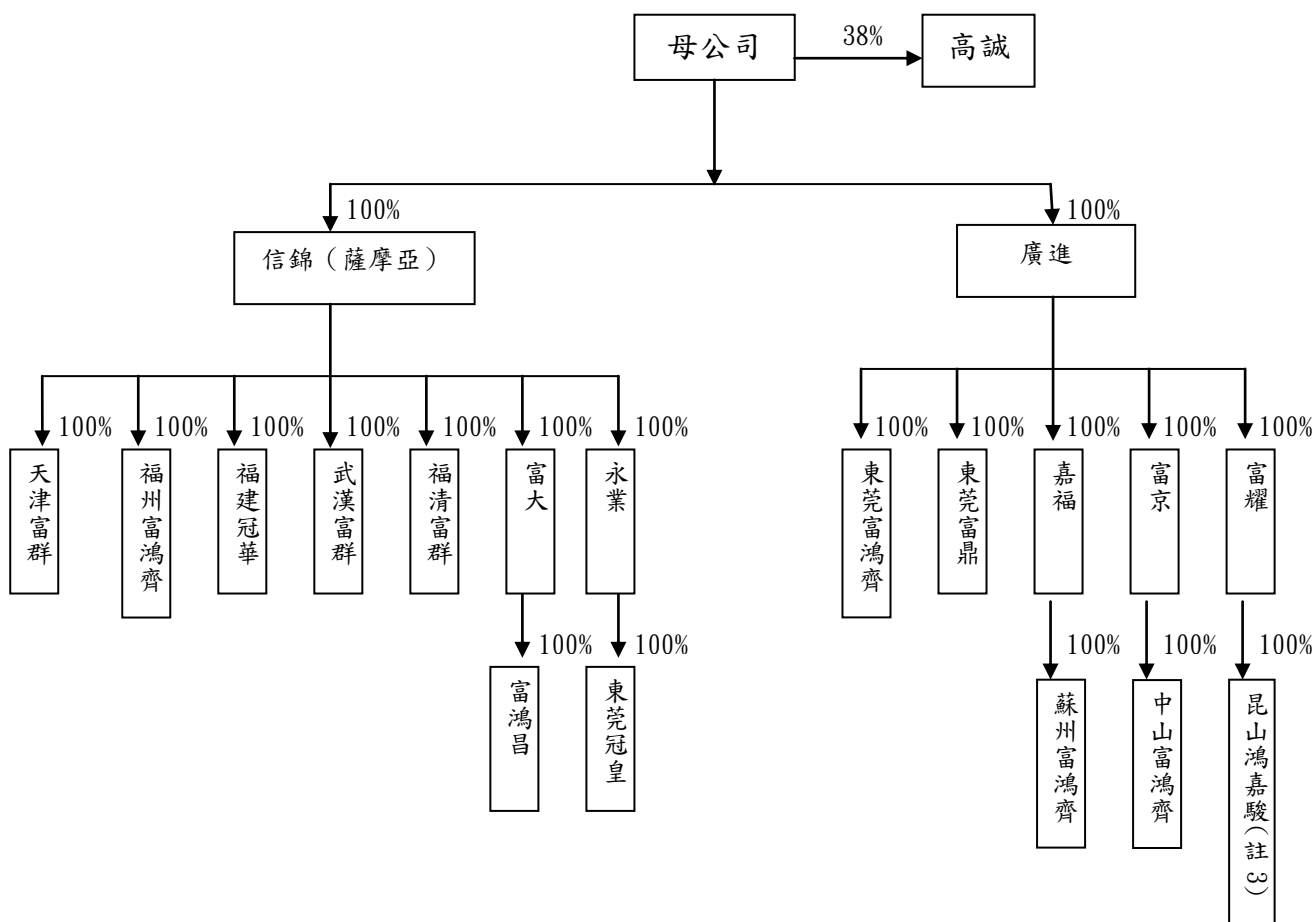 母公司
38%
高誠
100%
100%
信錦（薩摩亞）
廣進
100%
100%
100%
100%
100%
100%
100%
100%
100%
100%
100%
100%
天津富群
福州富鴻齊
福建冠華
武漢富群
福清富群
富大
永業
東莞富鴻齊
東莞富鼎
嘉福
富京
富耀
100%
100%
100%
100%
100%
富鴻昌
東莞冠皇
蘇州富鴻齊
中山富鴻齊
昆山鴻嘉駿(註 3)